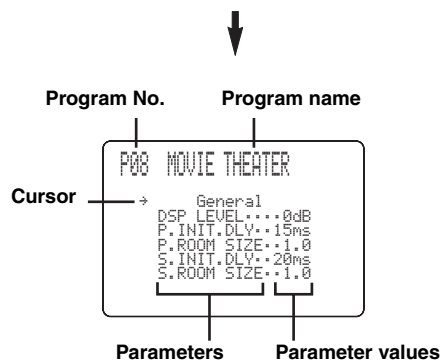 Program No. Program name
P08 MOVIE THEATER
Cursor → General
DSP LEVEL····0dB
P.INIT.DLY··15ms
P.ROOM SIZE··1.0
S.INIT.DLY··20ms
S.ROOM SIZE··1.0
Parameters Parameter values